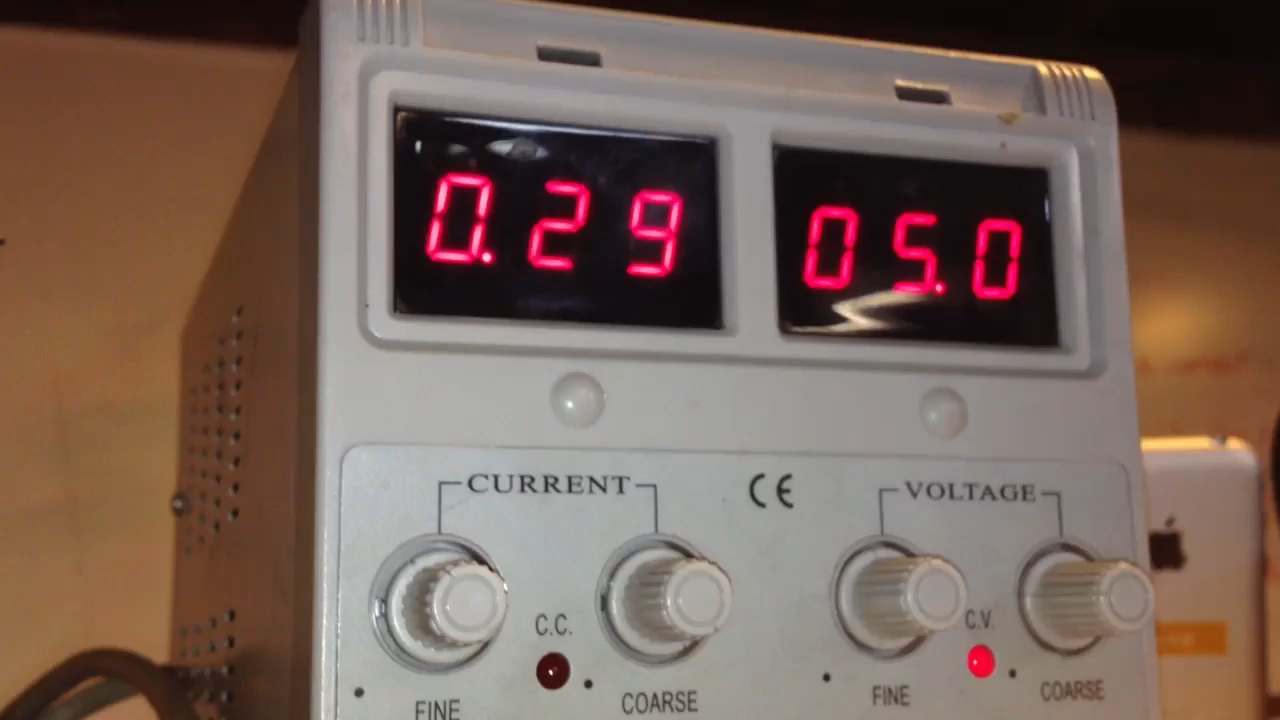 0.29 05.0
CURRENT CE VOLTAGE
C.C. C.V.
FINE COARSE FINE COARSE